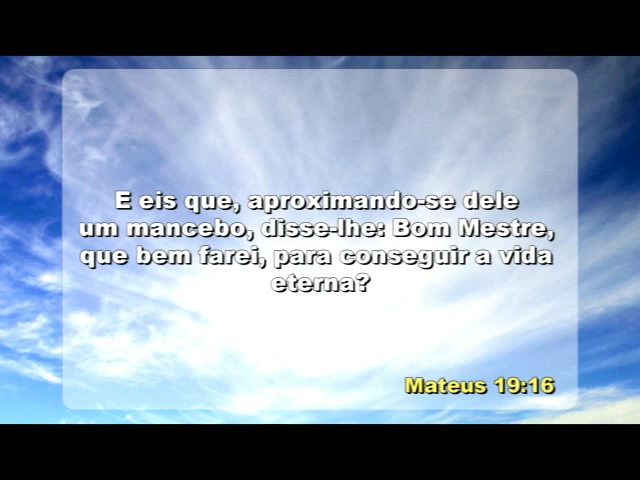 E eis que, aproximando-se dele
um mancebo, disse-lhe: Bom Mestre,
que bem farei, para conseguir a vida
eterna?
Mateus 19:16